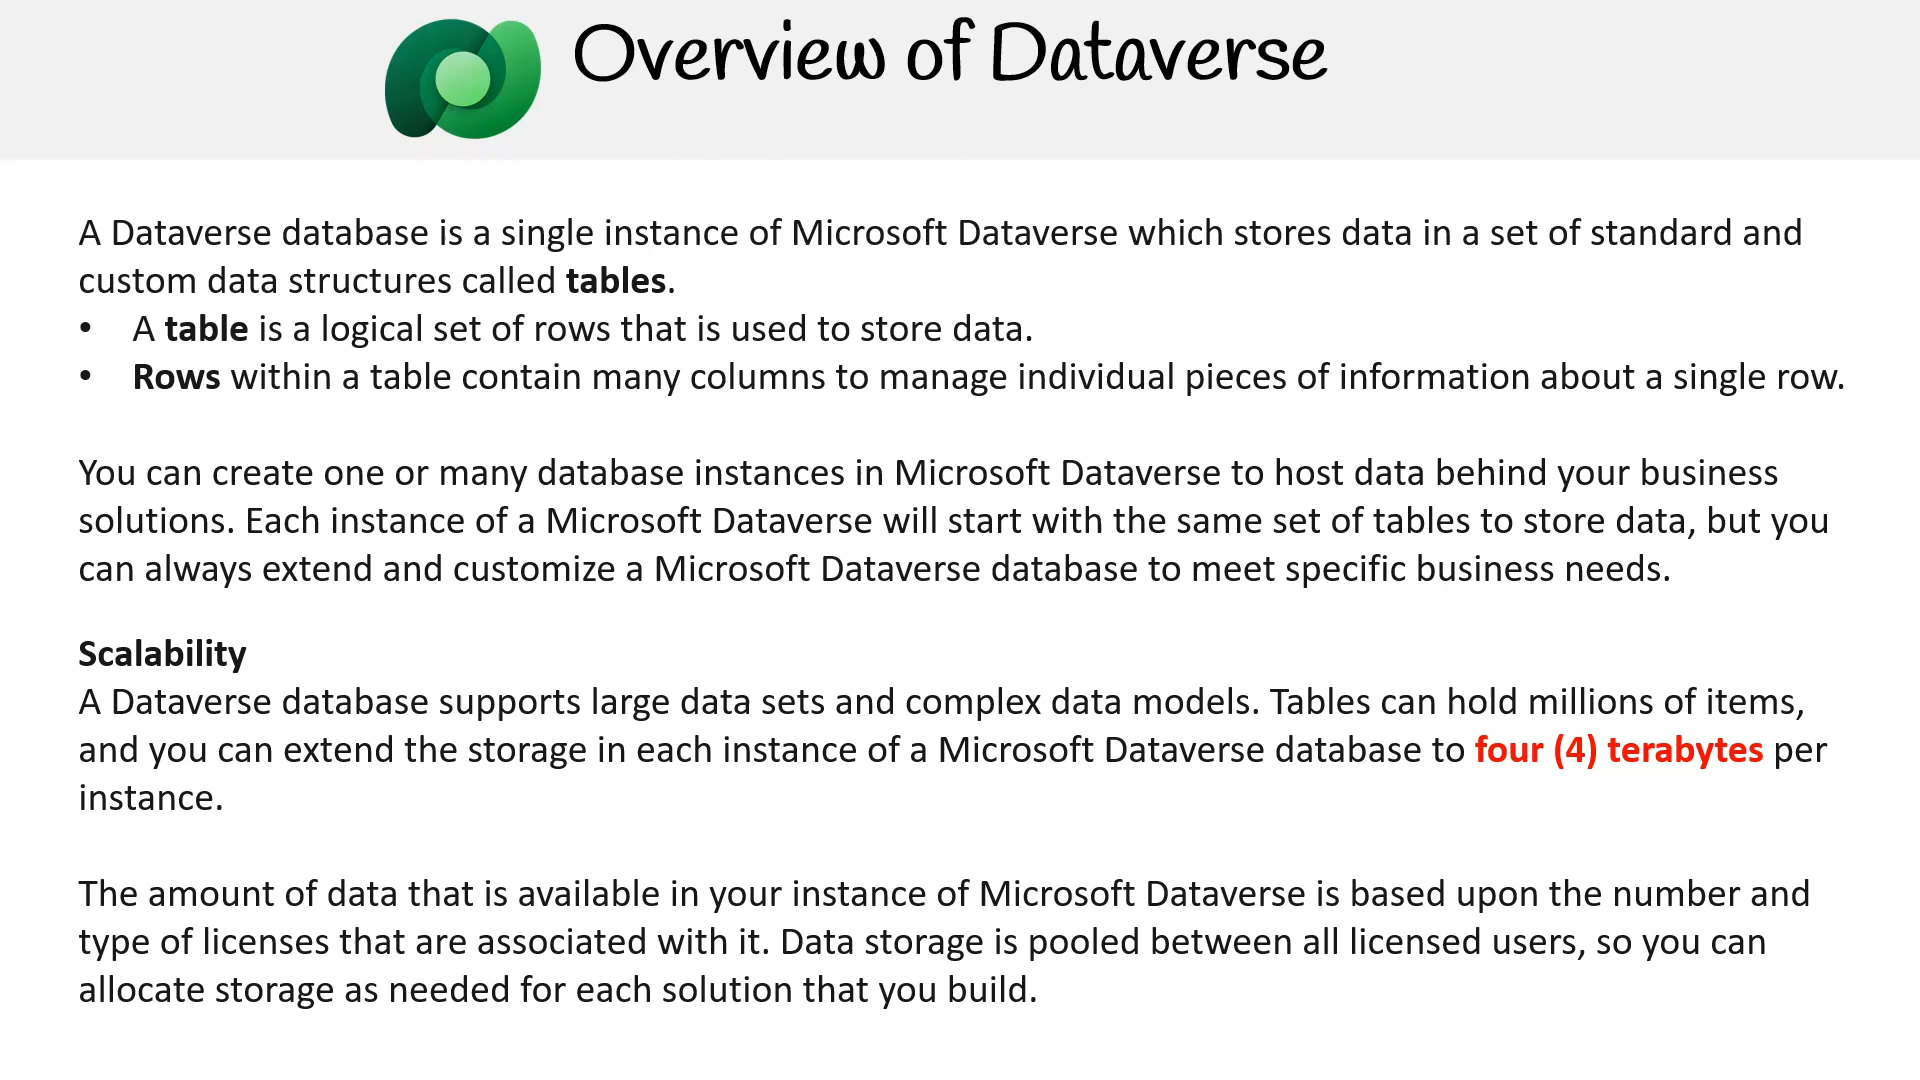 Overview of Dataverse
A Dataverse database is a single instance of Microsoft Dataverse which stores data in a set of standard and
custom data structures called tables.
• A table is a logical set of rows that is used to store data.
• Rows within a table contain many columns to manage individual pieces of information about a single row.
You can create one or many database instances in Microsoft Dataverse to host data behind your business
solutions. Each instance of a Microsoft Dataverse will start with the same set of tables to store data, but you
can always extend and customize a Microsoft Dataverse database to meet specific business needs.
Scalability
A Dataverse database supports large data sets and complex data models. Tables can hold millions of items,
and you can extend the storage in each instance of a Microsoft Dataverse database to four (4) terabytes per
instance.
The amount of data that is available in your instance of Microsoft Dataverse is based upon the number and
type of licenses that are associated with it. Data storage is pooled between all licensed users, so you can
allocate storage as needed for each solution that you build.